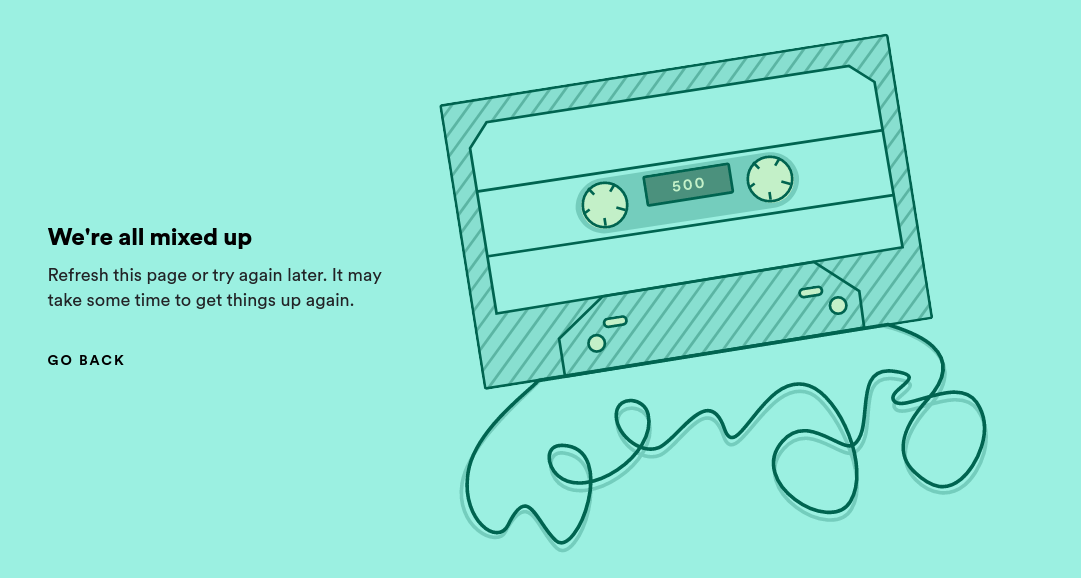 500
We're all mixed up
Refresh this page or try again later. It may
take some time to get things up again.
GO BACK